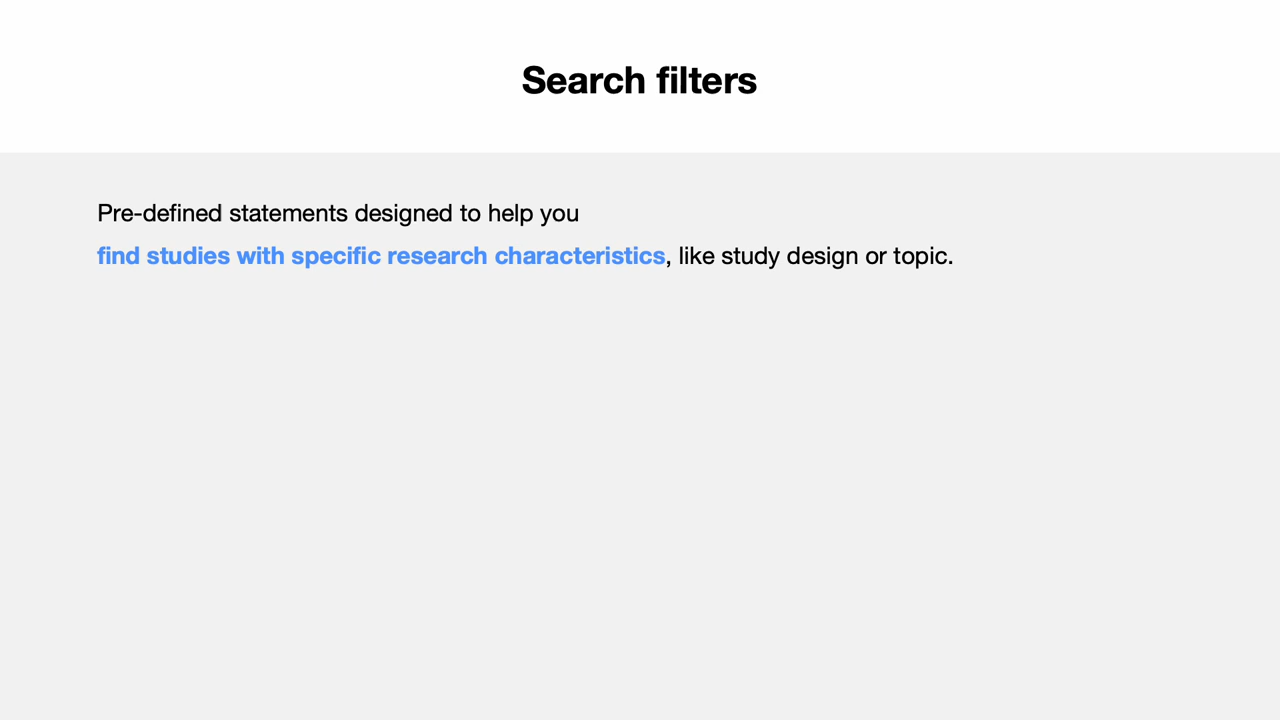 Search filters
Pre-defined statements designed to help you
find studies with specific research characteristics, like study design or topic.